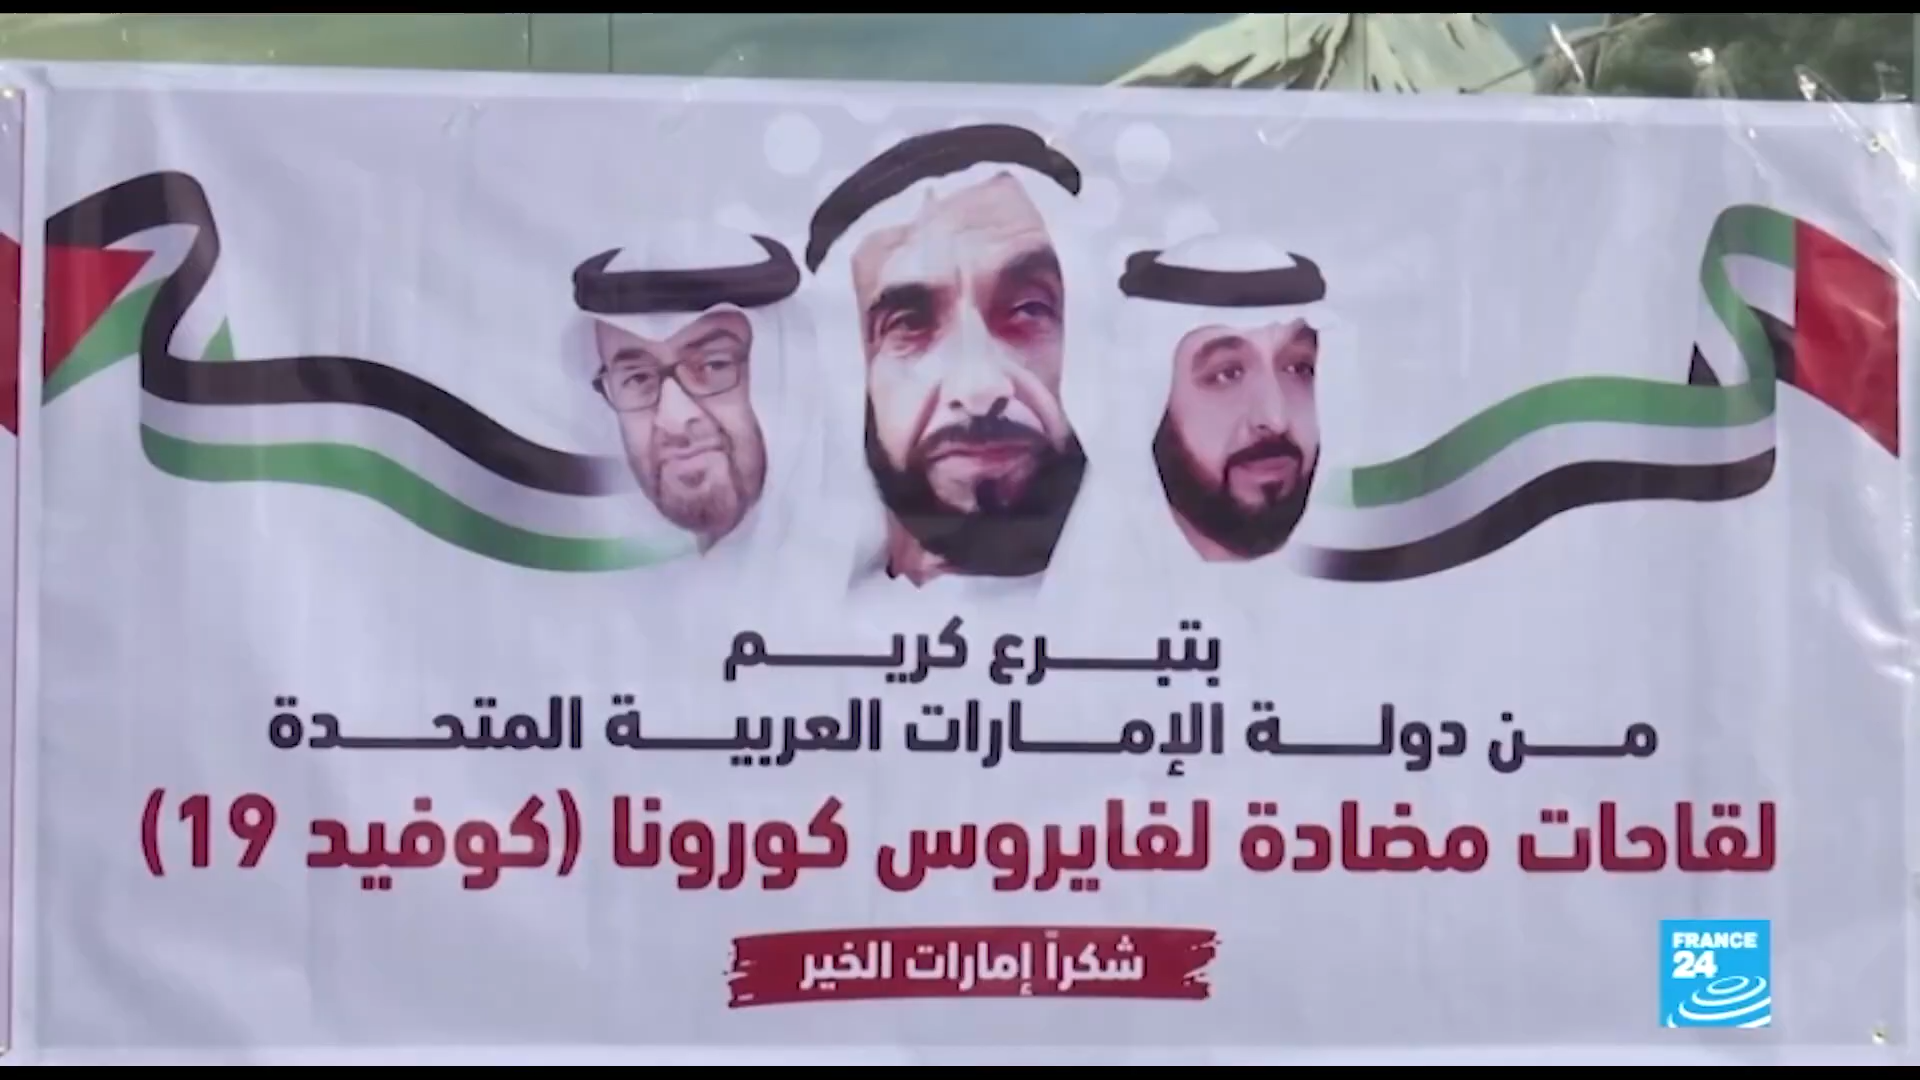 بتبرع كريم
من دولة الإمارات العربية المتحدة
لقاحات مضادة لفايروس كورونا (كوفيد 19)
شكراً إمارات الخير
FRANCE
24